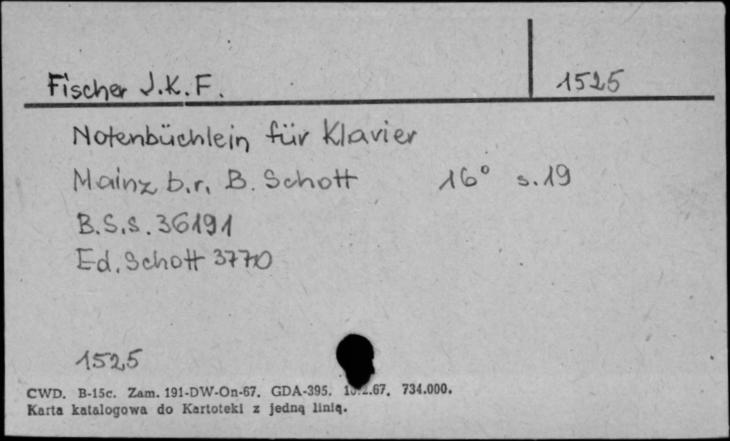 Fischer J.K.F. 1525
Notenbüchlein für Klavier
Mainz b.r. B. Schott 16° s.19
B.S.S. 36191
Ed. Schott 3770
1525
CWD. B-15c. Zam. 191-DW-On-67. GDA-395. 734.000.
Karta katalogowa do Kartoteki z jedną linią.